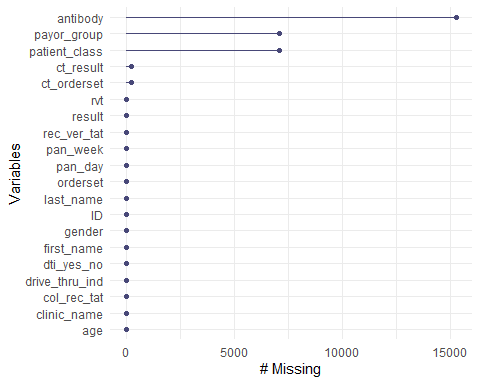 antibody
payor_group
patient_class
ct_result
ct_orderset
rvt
result
rec_ver_tat
pan_week
pan_day
orderset
last_name
ID
gender
first_name
dti_yes_no
drive_thru_ind
col_rec_tat
clinic_name
age
Variables
0 5000 10000 15000
# Missing